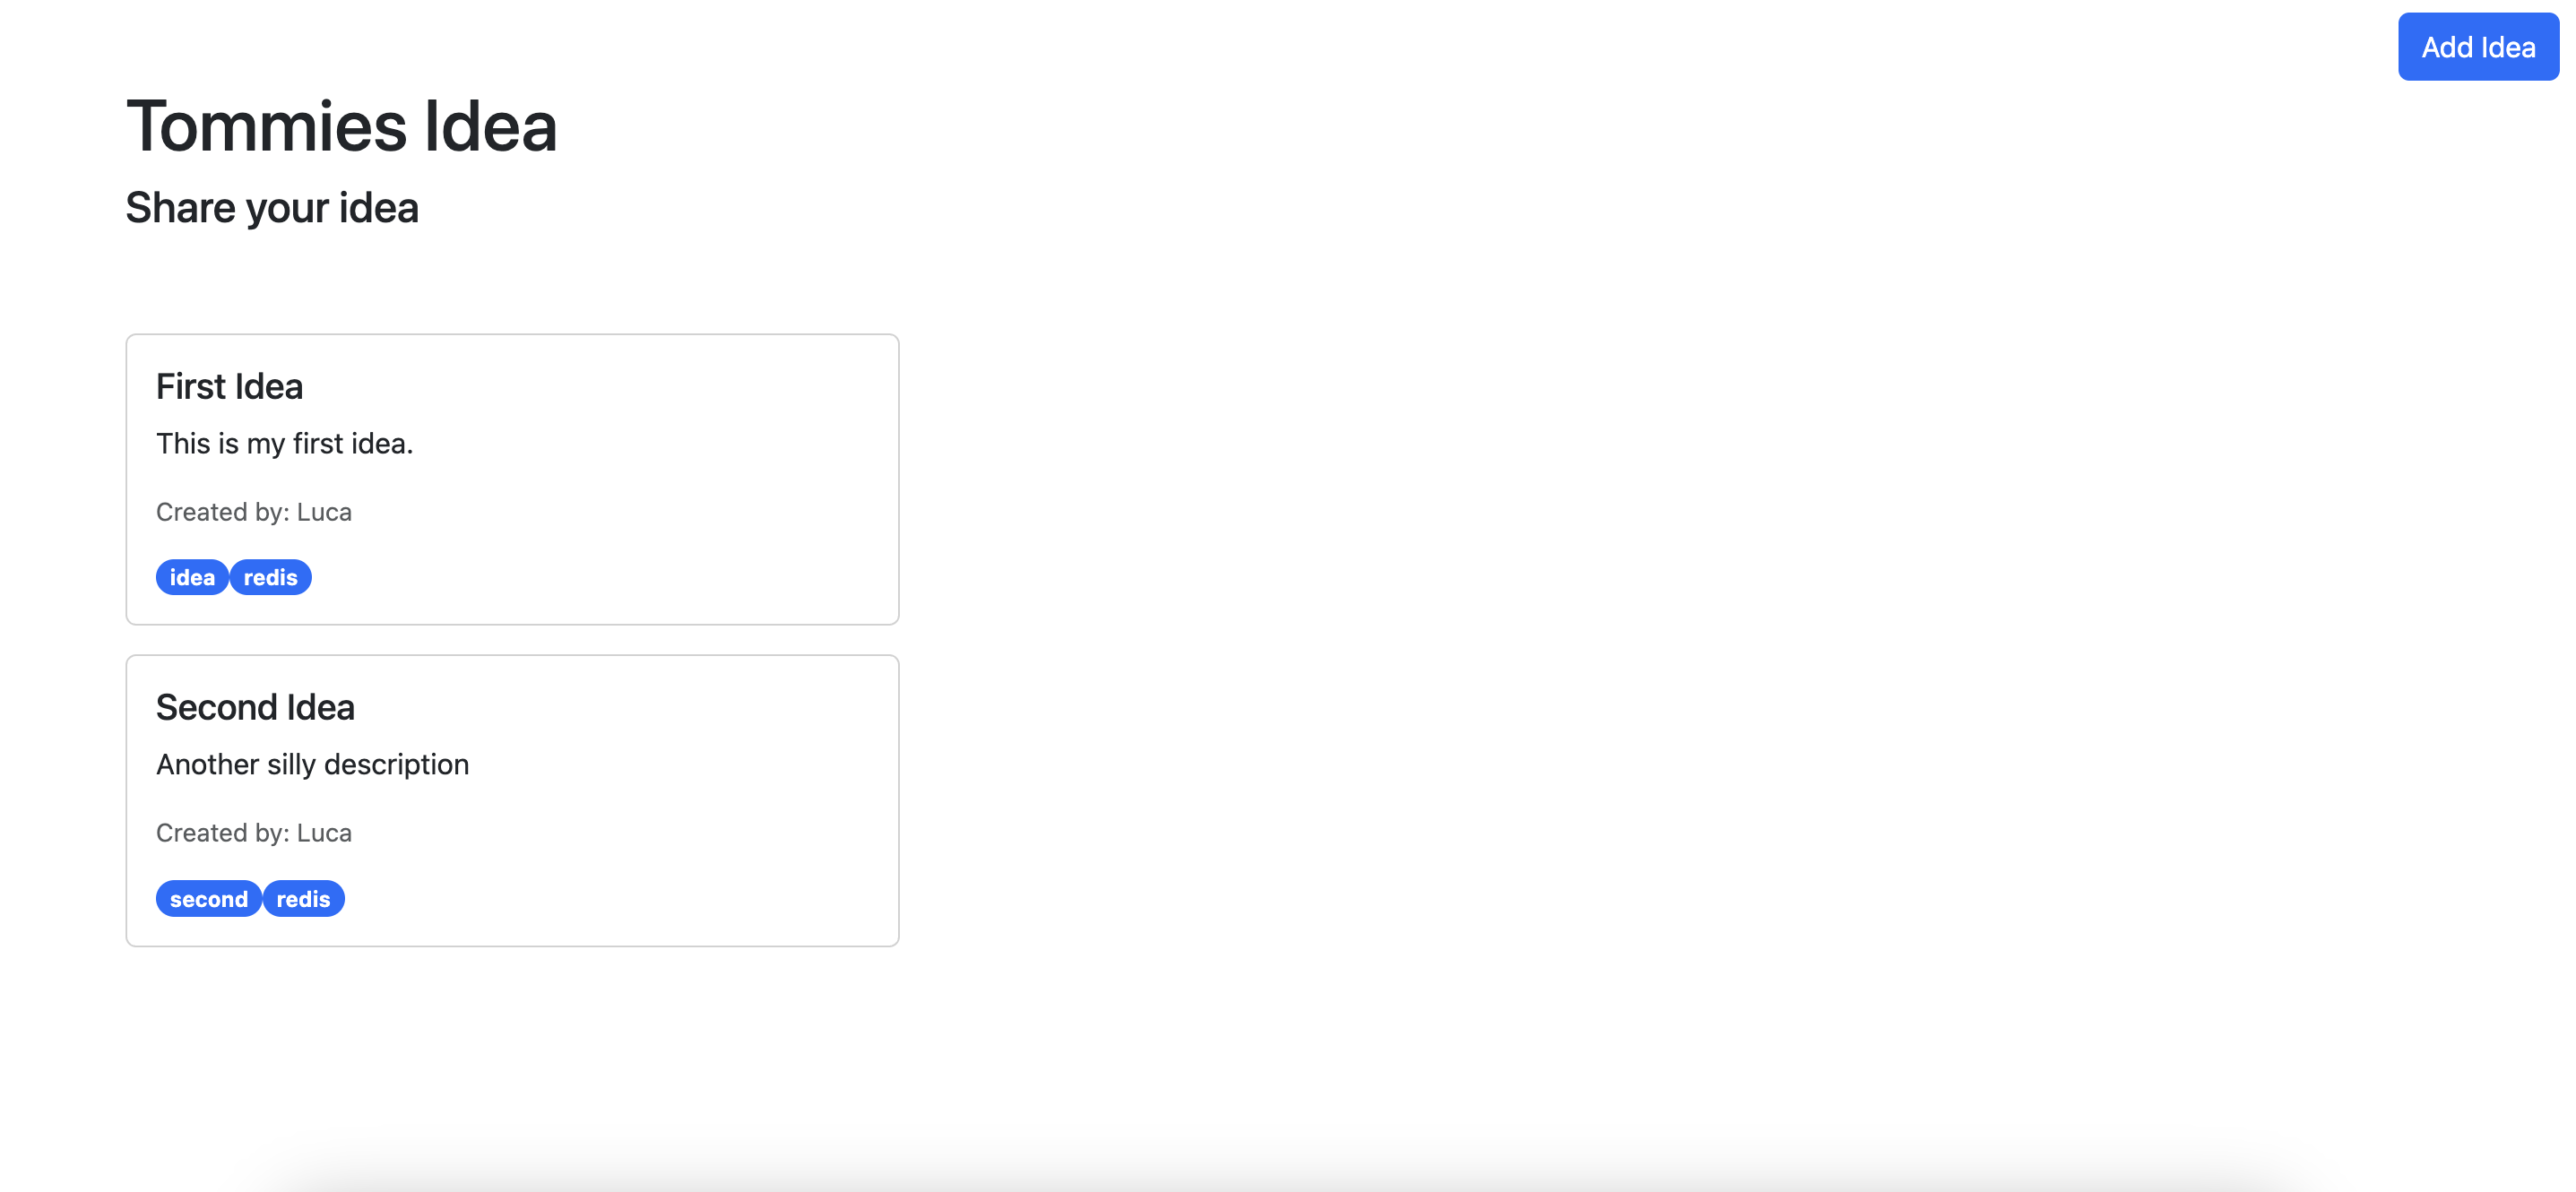 Add Idea
Tommies Idea
Share your idea
First Idea
This is my first idea.
Created by: Luca
idea redis
Second Idea
Another silly description
Created by: Luca
second redis